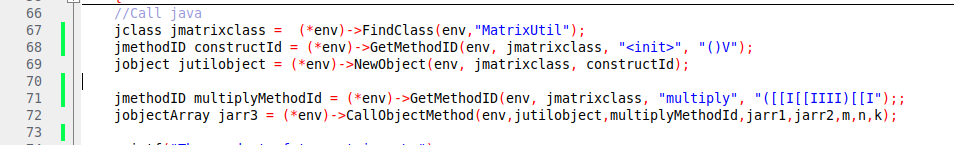 66 //Call java
67 jclass jmatrixclass =  (*env)->FindClass(env,"MatrixUtil");
68 jmethodID constructId = (*env)->GetMethodID(env, jmatrixclass, "<init>", "()V");
69 jobject jutilobject = (*env)->NewObject(env, jmatrixclass, constructId);
70
71 jmethodID multiplyMethodId = (*env)->GetMethodID(env, jmatrixclass, "multiply", "([[I[[IIII)[[I");;
72 jobjectArray jarr3 = (*env)->CallObjectMethod(env,jutilobject,multiplyMethodId,jarr1,jarr2,m,n,k);
73